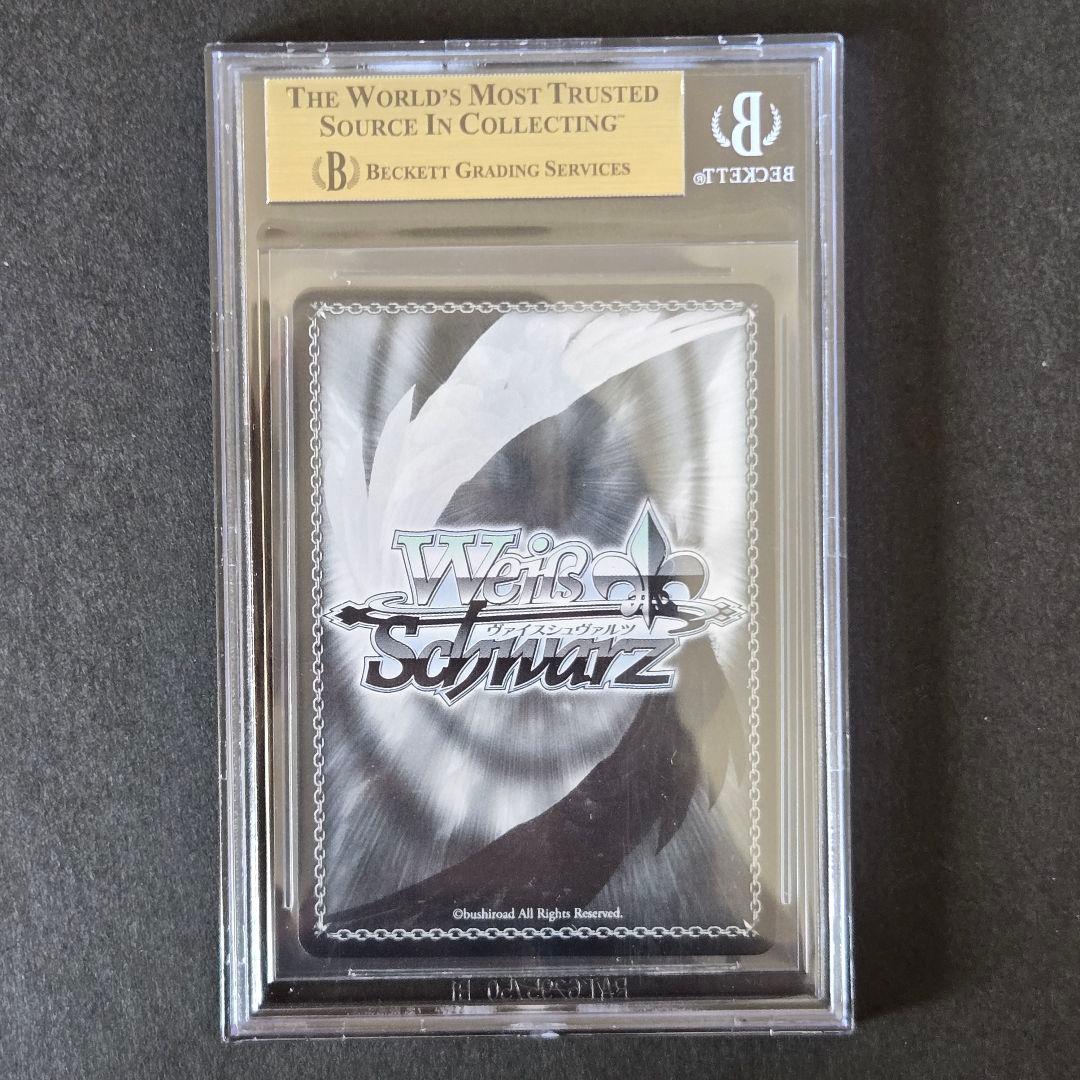 THE WORLD'S MOST TRUSTED
SOURCE IN COLLECTING™
B BECKETT GRADING SERVICES
B
BECKETT®
Weiß
ヴァイスシュヴァルツ
Schwarz
©bushiroad All Rights Reserved.